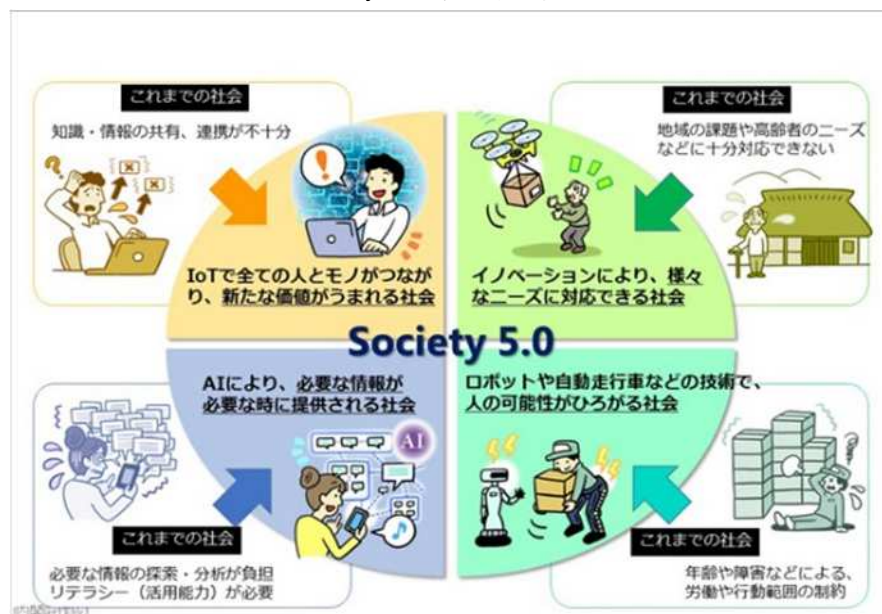 これまでの社会
知識・情報の共有、連携が不十分
IoTで全ての人とモノがつなが
り、新たな価値がうまれる社会
これまでの社会
地域の課題や高齢者のニーズ
などに十分対応できない
イノベーションにより、様々
なニーズに対応できる社会
Society 5.0
AIにより、必要な情報が
必要な時に提供される社会
AI
これまでの社会
必要な情報の探索・分析が負担
リテラシー（活用能力）が必要
ロボットや自動走行車などの技術で、
人の可能性がひろがる社会
これまでの社会
年齢や障害などによる、
労働や行動範囲の制約